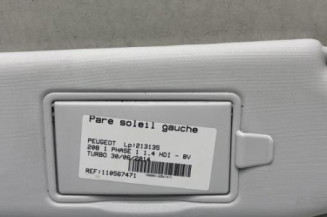 Pare soleil gauche
PEUGEOT Lp:213135
208 1 PHASE 1 1.4 HDI - 8V
TURBO 30/06/2014
REF:110567471